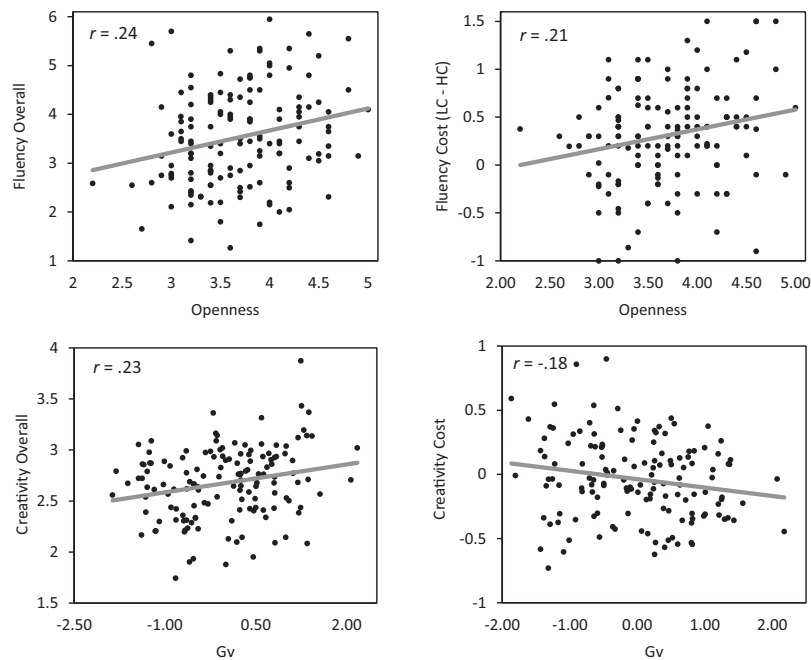 r = .24
6
5
4
3
2
1
Fluency Overall
2 2.5 3 3.5 4 4.5 5
Openness
r = .21
1.5
1
0.5
0
-0.5
-1
Fluency Cost (LC - HC)
2.00 2.50 3.00 3.50 4.00 4.50 5.00
Openness
r = .23
4
3.5
3
2.5
2
1.5
Creativity Overall
-2.50 -1.00 0.50 2.00
Gv
r = -.18
1
0.5
0
-0.5
-1
Creativity Cost
-2.00 -1.00 0.00 1.00 2.00
Gv